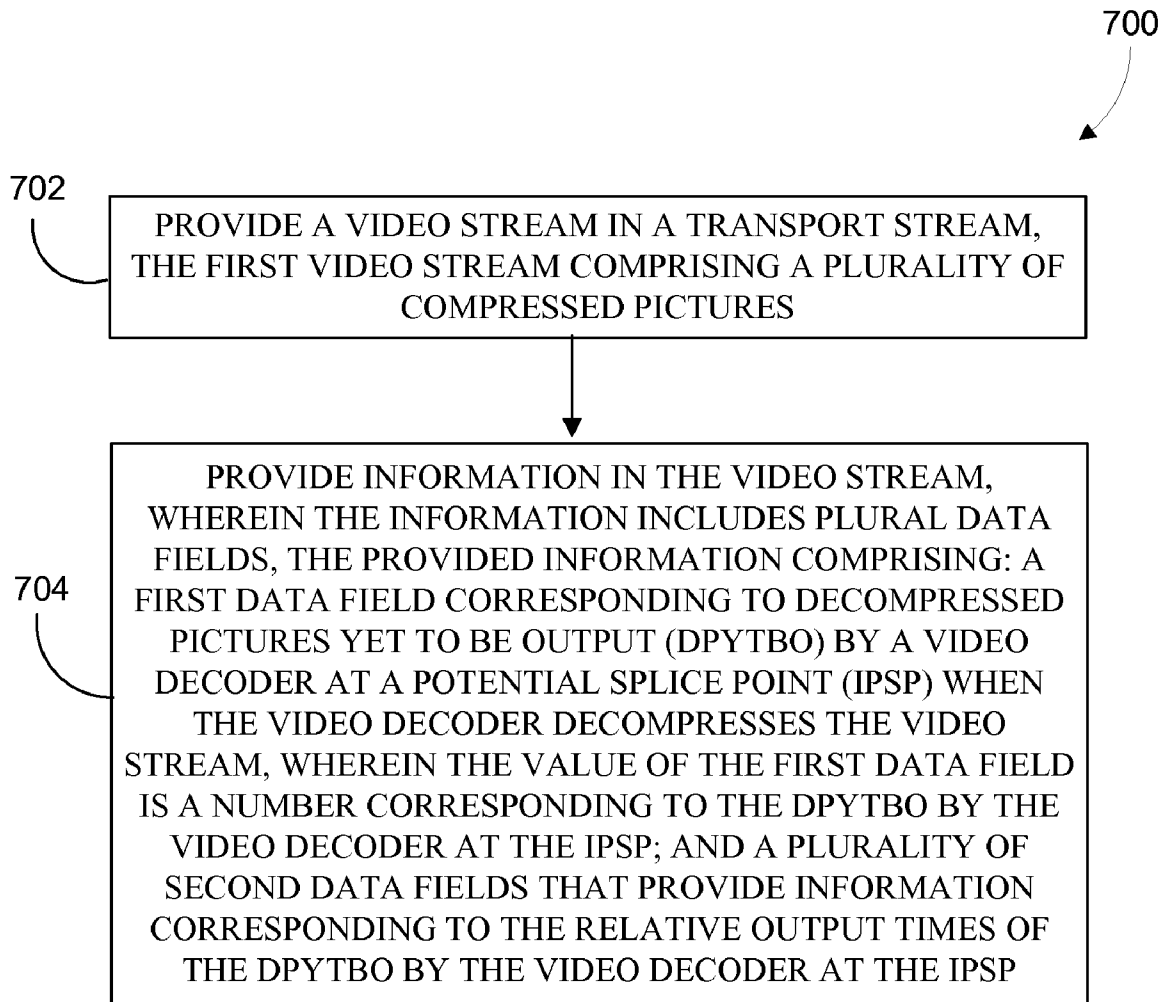 700
702
PROVIDE A VIDEO STREAM IN A TRANSPORT STREAM,
THE FIRST VIDEO STREAM COMPRISING A PLURALITY OF
COMPRESSED PICTURES
704
PROVIDE INFORMATION IN THE VIDEO STREAM,
WHEREIN THE INFORMATION INCLUDES PLURAL DATA
FIELDS, THE PROVIDED INFORMATION COMPRISING: A
FIRST DATA FIELD CORRESPONDING TO DECOMPRESSED
PICTURES YET TO BE OUTPUT (DPYTBO) BY A VIDEO
DECODER AT A POTENTIAL SPLICE POINT (IPSP) WHEN
THE VIDEO DECODER DECOMPRESSES THE VIDEO
STREAM, WHEREIN THE VALUE OF THE FIRST DATA FIELD
IS A NUMBER CORRESPONDING TO THE DPYTBO BY THE
VIDEO DECODER AT THE IPSP; AND A PLURALITY OF
SECOND DATA FIELDS THAT PROVIDE INFORMATION
CORRESPONDING TO THE RELATIVE OUTPUT TIMES OF
THE DPYTBO BY THE VIDEO DECODER AT THE IPSP